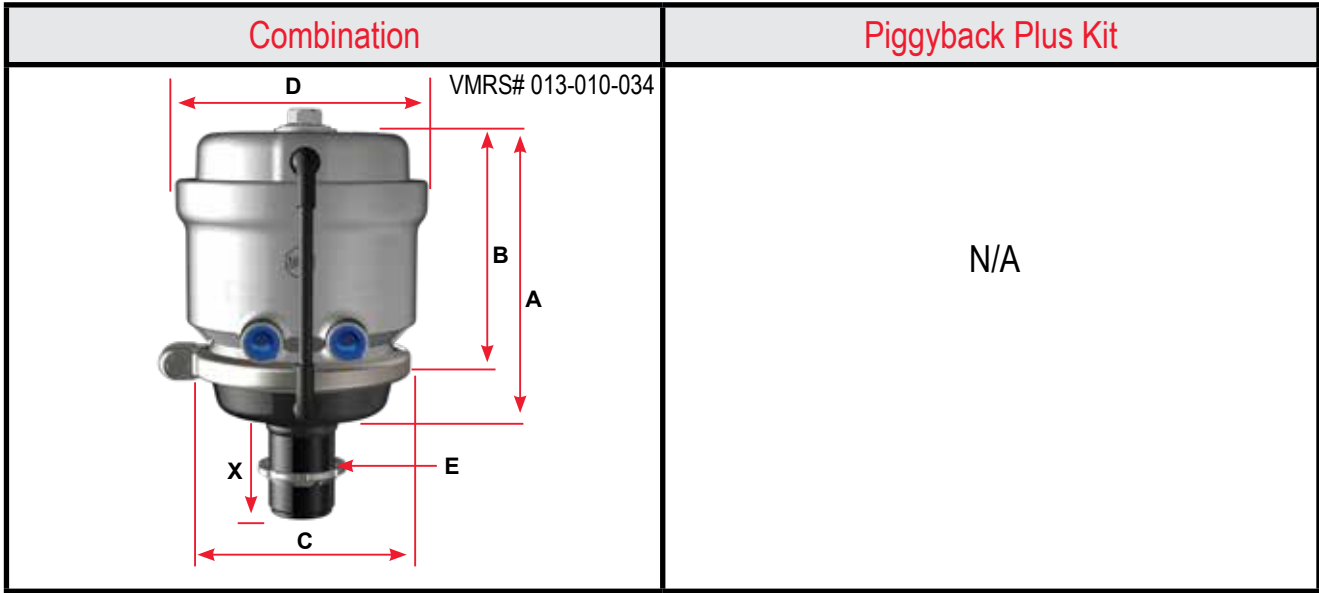 Combination
Piggyback Plus Kit
VMRS# 013-010-034
D
B
A
N/A
X
E
C